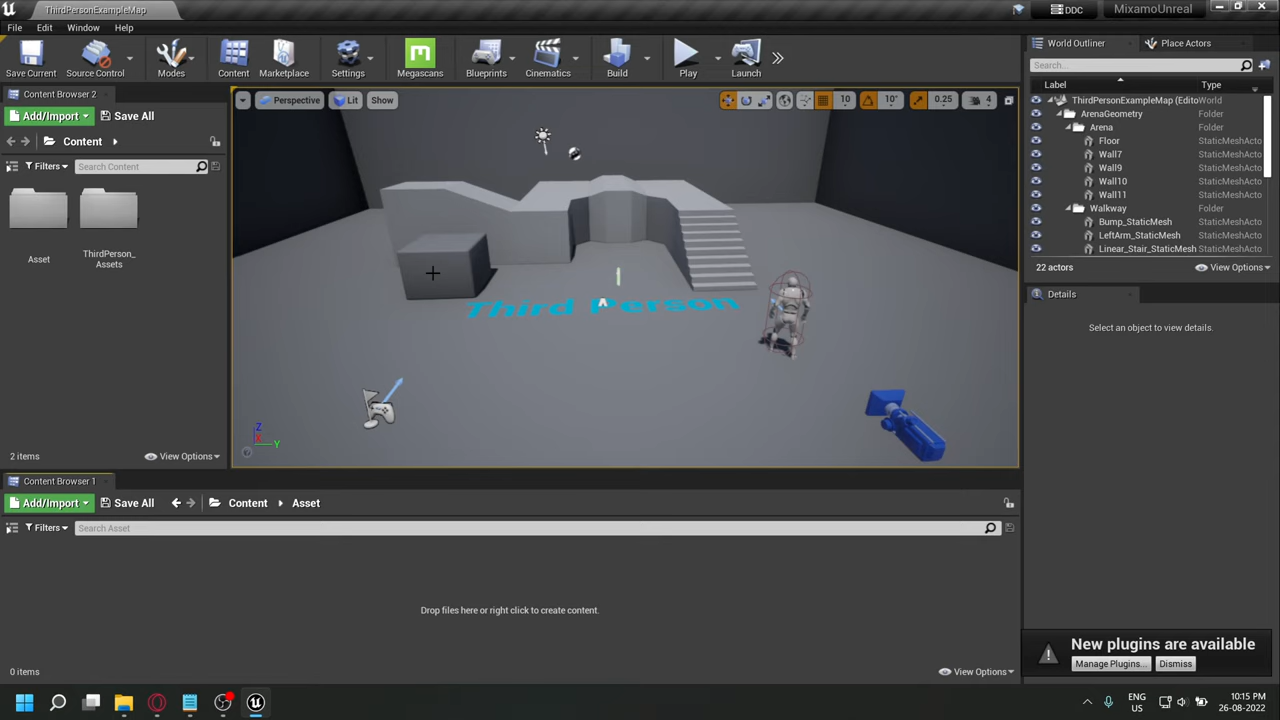 ThirdPersonExampleMap
DDC
MixamoUnreal
File Edit Window Help
Save Current
Source Control
Modes
Content
Marketplace
Settings
Megascans
Blueprints
Cinematics
Build
Play
Launch
World Outliner
Place Actors
Search...
Label
Type
ThirdPersonExampleMap (Edito
World
ArenaGeometry
Folder
Arena
Folder
Floor
StaticMeshActo
Wall7
StaticMeshActo
Wall9
StaticMeshActo
Wall10
StaticMeshActo
Wall11
StaticMeshActo
Walkway
Folder
Bump_StaticMesh
StaticMeshActo
LeftArm_StaticMesh
StaticMeshActo
Linear_Stair_StaticMesh
StaticMeshActo
22 actors
View Options
Details
Select an object to view details.
Content Browser 2
Add/Import
Save All
Content
Filters
Search Content
Asset
ThirdPerson_
Assets
2 items
View Options
Perspective
Lit
Show
10
10°
0.25
4
Third Person
Z
X
Y
Content Browser 1
Add/Import
Save All
Content
Asset
Filters
Search Asset
Drop files here or right click to create content.
0 items
View Options
New plugins are available
Manage Plugins...
Dismiss
ENG
US
10:15 PM
26-08-2022